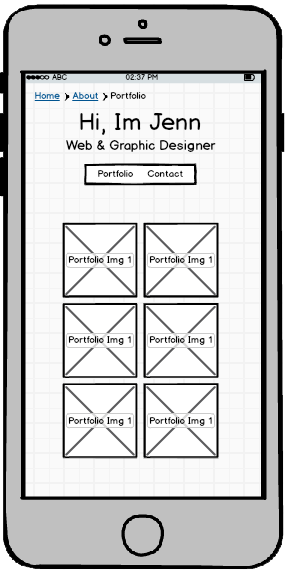 ABC 02:37 PM
Home About Portfolio
Hi, Im Jenn
Web & Graphic Designer
Portfolio Contact
Portfolio Img 1 Portfolio Img 1
Portfolio Img 1 Portfolio Img 1
Portfolio Img 1 Portfolio Img 1